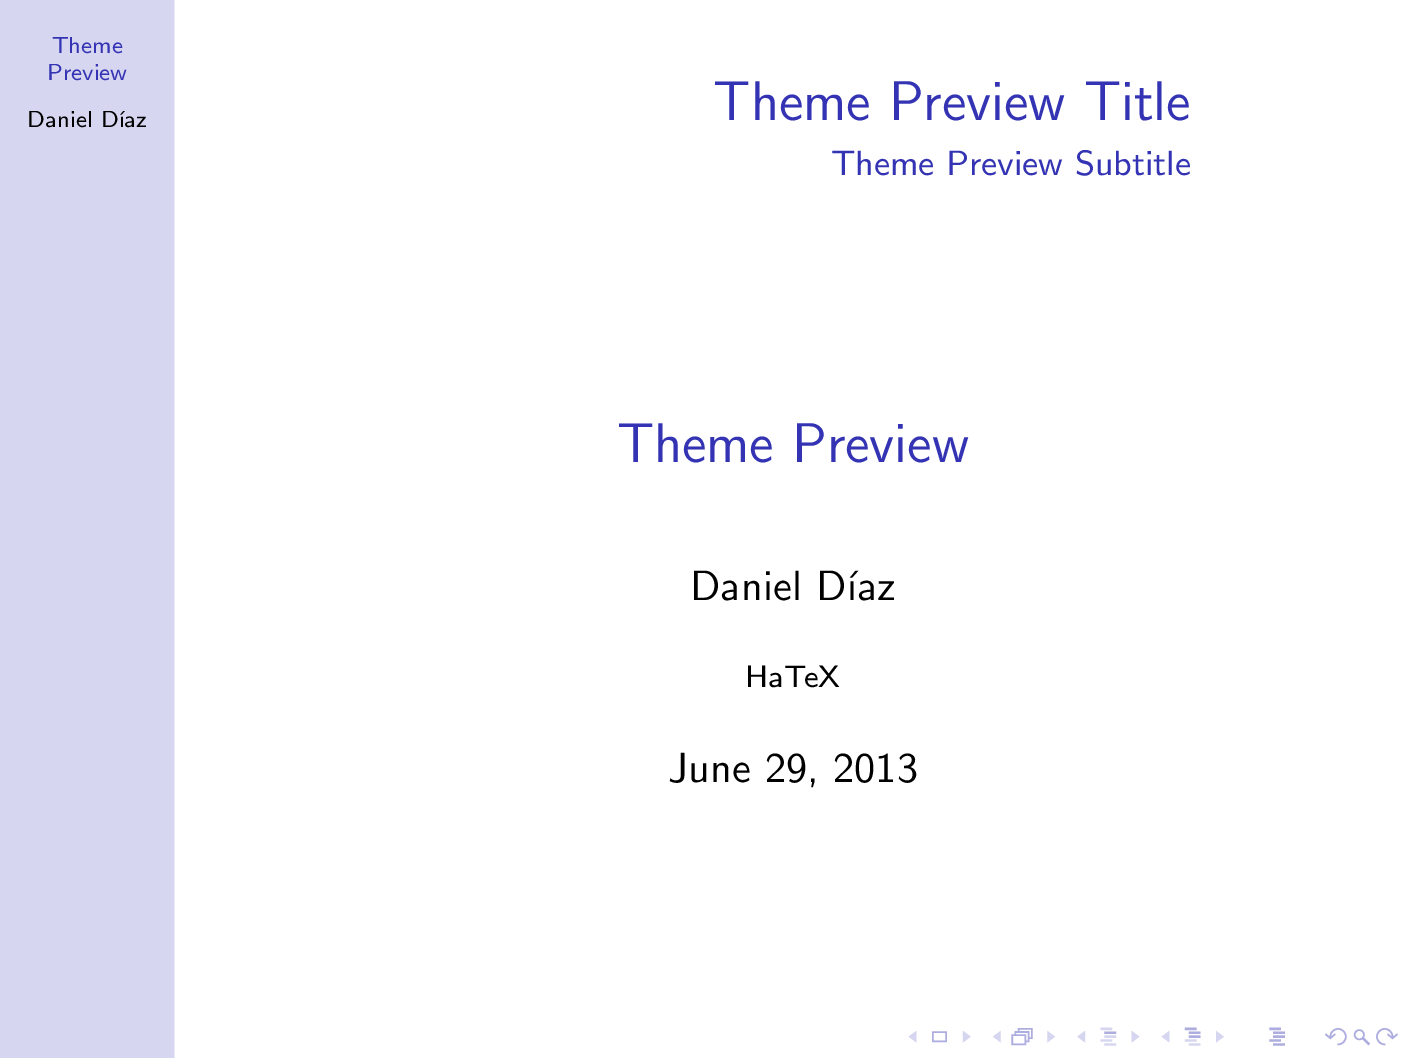 Theme
Preview
Daniel Díaz
Theme Preview Title
Theme Preview Subtitle
Theme Preview
Daniel Díaz
HaTeX
June 29, 2013